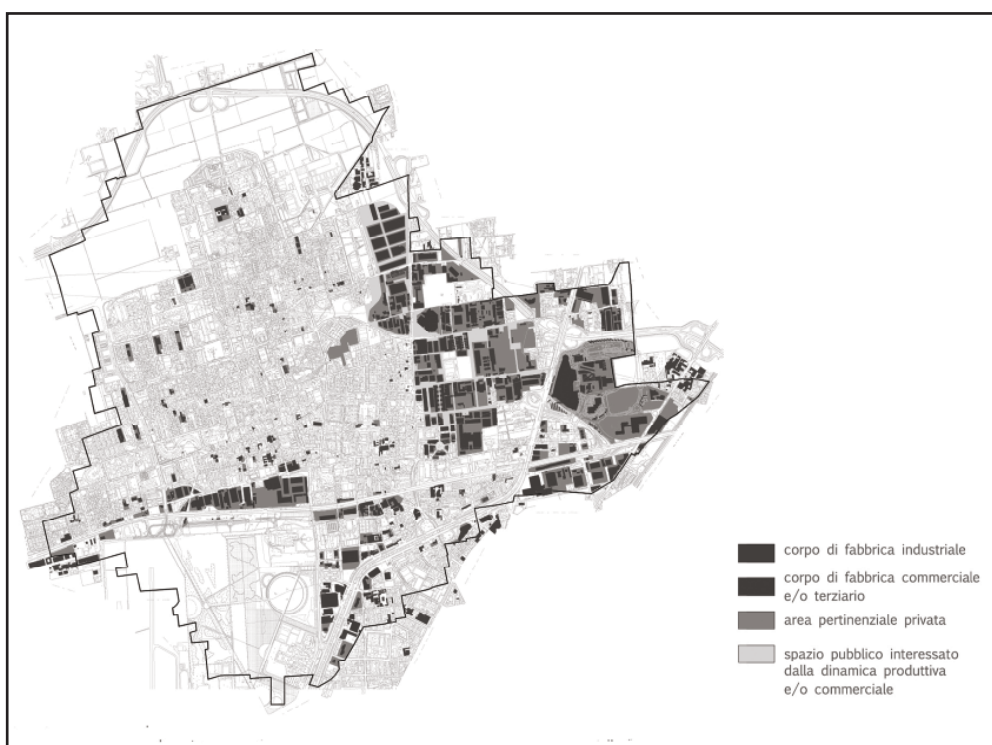 corpo di fabbrica industriale
corpo di fabbrica commerciale
e/o terziario
area pertinenziale privata
spazio pubblico interessato
dalla dinamica produttiva
e/o commerciale